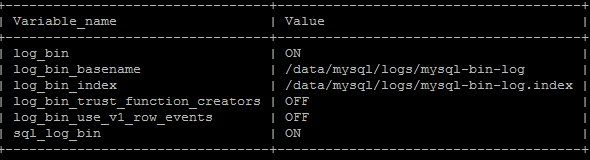 +---------------------------------+----------------------------------------+
| Variable_name | Value |
+---------------------------------+----------------------------------------+
| log_bin | ON |
| log_bin_basename | /data/mysql/logs/mysql-bin-log |
| log_bin_index | /data/mysql/logs/mysql-bin-log.index |
| log_bin_trust_function_creators | OFF |
| log_bin_use_v1_row_events | OFF |
| sql_log_bin | ON |
+---------------------------------+----------------------------------------+